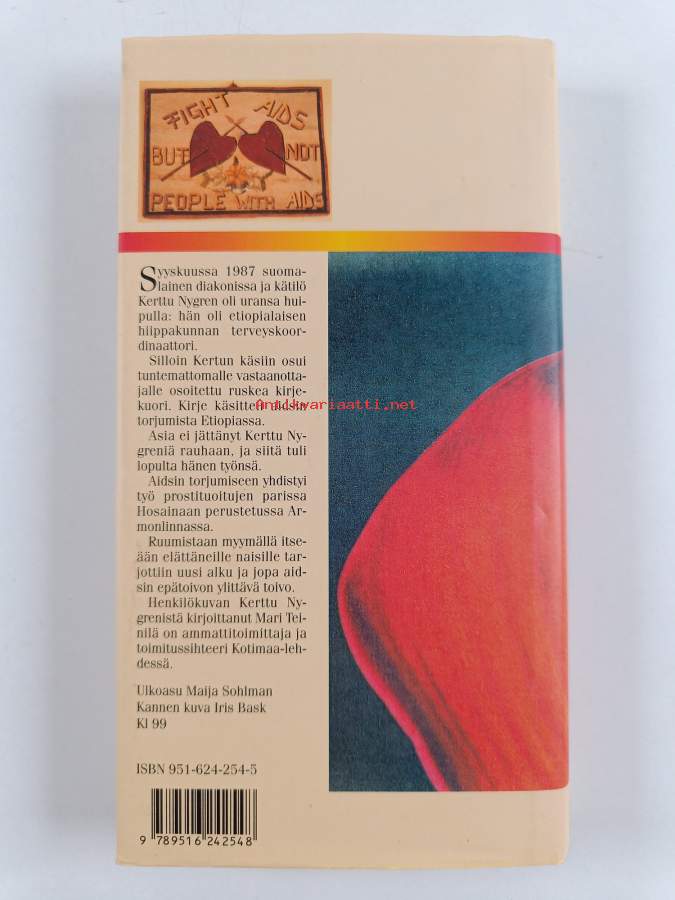 FIGHT AIDS
BUT NOT
PEOPLE WITH AIDS
Syyskuussa 1987 suoma-
lainen diakonissa ja kätilö
Kerttu Nygren oli uransa hui-
pulla: hän oli etiopialaisen
hiippakunnan terveyskoor-
dinaattori.
Silloin Kertun käsiin osui
tuntemattomalle vastaanotta-
jalle osoitettu ruskea kirje-
kuori. Kirje käsitteli aidsin
torjumista Etiopiassa.
Antikvariaatti.net
Asia ei jättänyt Kerttu Ny-
greniä rauhaan, ja siitä tuli
lopulta hänen työnsä.
Aidsin torjumiseen yhdistyi
työ prostituoitujen parissa
Hosainaan perustetussa Ar-
monlinnassa.
Ruumistaan myymällä itse-
ään elättäneille naisille tar-
jottiin uusi alku ja jopa aid-
sin epätoivon ylittävä toivo.
Henkilökuvan Kerttu Ny-
grenistä kirjoittanut Mari Tei-
nilä on ammattitoimittaja ja
toimitussihteeri Kotimaa-leh-
dessä.
Ulkoasu Maija Sohlman
Kannen kuva Iris Bask
Kl 99
ISBN 951-624-254-5
9 789516 242548